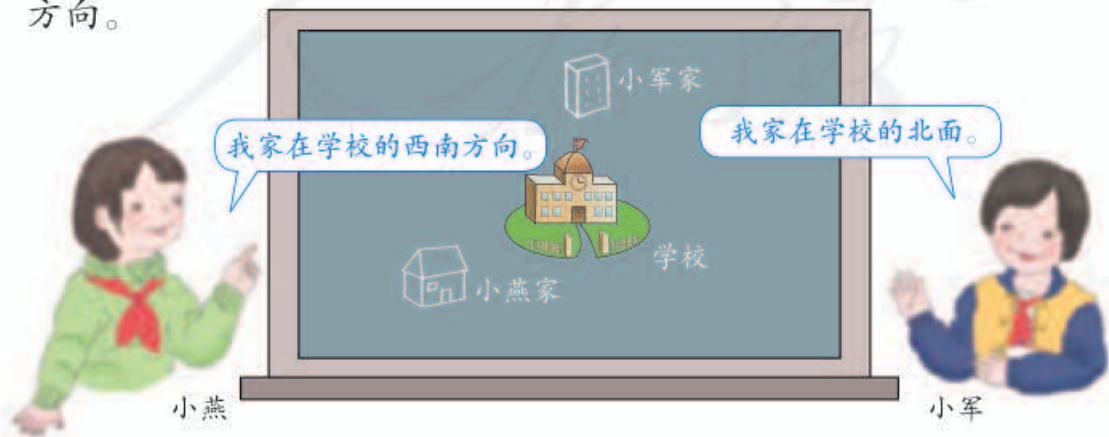 方向。
小军家
我家在学校的西南方向。
我家在学校的北面。
学校
小燕家
小燕
小军